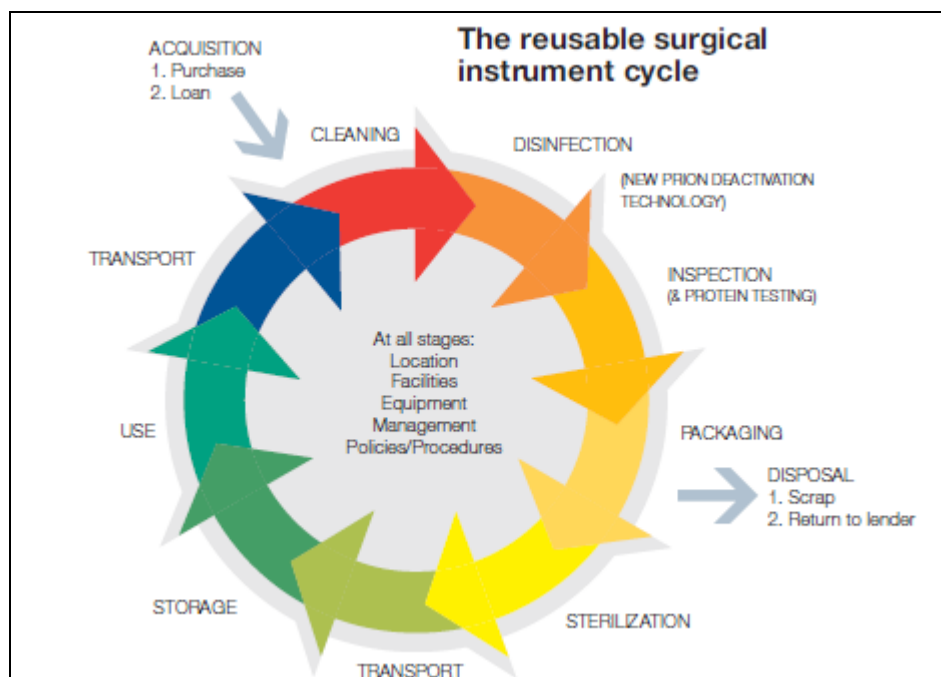 The reusable surgical
instrument cycle
ACQUISITION
1. Purchase
2. Loan
CLEANING
DISINFECTION
(NEW PRION DEACTIVATION
TECHNOLOGY)
INSPECTION
(& PROTEIN TESTING)
PACKAGING
DISPOSAL
1. Scrap
2. Return to lender
STERILIZATION
TRANSPORT
STORAGE
USE
TRANSPORT
At all stages:
Location
Facilities
Equipment
Management
Policies/Procedures